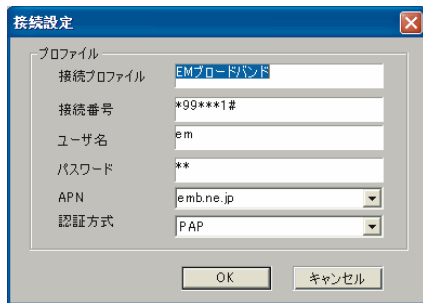 接続設定
プロファイル
接続プロファイル EMブロードバンド
接続番号 *99***1#
ユーザ名 em
パスワード **
APN emb.ne.jp
認証方式 PAP
OK キャンセル